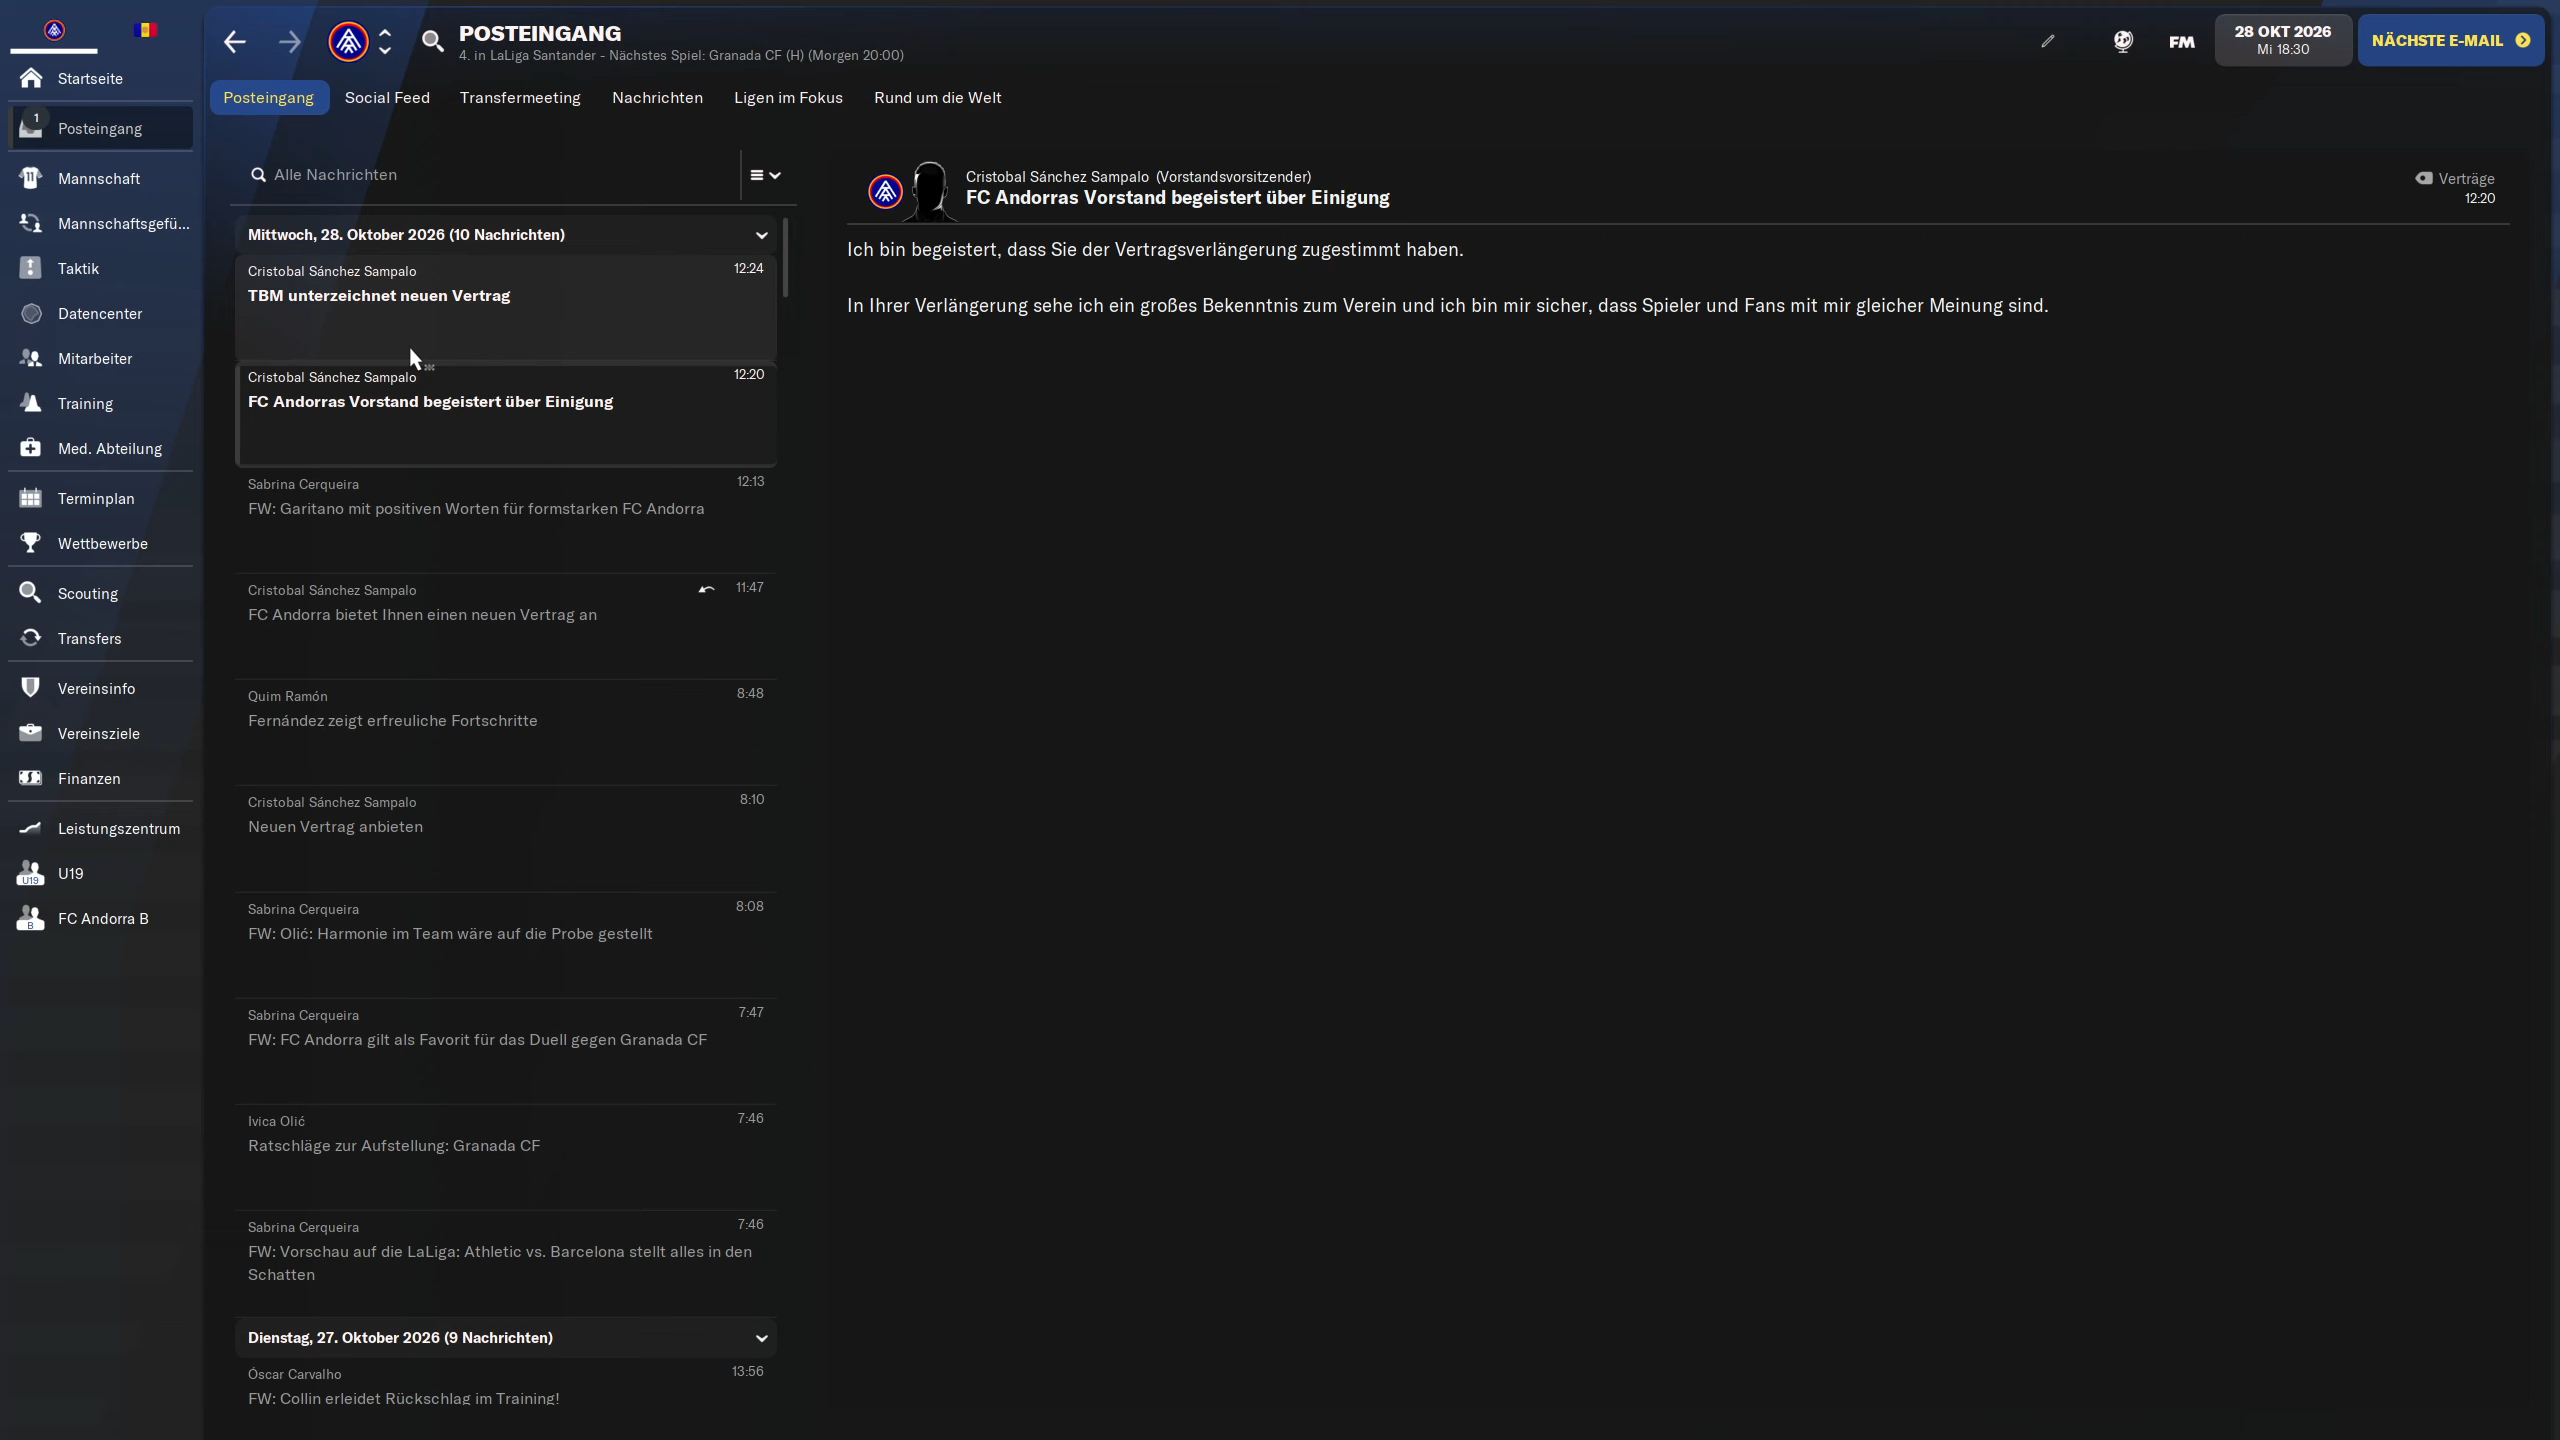 Startseite
1
Posteingang
Mannschaft
Mannschaftsgefü...
Taktik
Datencenter
Mitarbeiter
Training
Med. Abteilung
Terminplan
Wettbewerbe
Scouting
Transfers
Vereinsinfo
Vereinsziele
Finanzen
Leistungszentrum
U19
U19
B
FC Andorra B
POSTEINGANG
4. in LaLiga Santander - Nächstes Spiel: Granada CF (H) (Morgen 20:00)
FM
28 OKT 2026
Mi 18:30
NÄCHSTE E-MAIL
Posteingang
Social Feed
Transfermeeting
Nachrichten
Ligen im Fokus
Rund um die Welt
Alle Nachrichten
Mittwoch, 28. Oktober 2026 (10 Nachrichten)
Cristobal Sánchez Sampalo 12:24
TBM unterzeichnet neuen Vertrag
Cristobal Sánchez Sampalo 12:20
FC Andorras Vorstand begeistert über Einigung
Sabrina Cerqueira 12:13
FW: Garitano mit positiven Worten für formstarken FC Andorra
Cristobal Sánchez Sampalo 11:47
FC Andorra bietet Ihnen einen neuen Vertrag an
Quim Ramón 8:48
Fernández zeigt erfreuliche Fortschritte
Cristobal Sánchez Sampalo 8:10
Neuen Vertrag anbieten
Sabrina Cerqueira 8:08
FW: Olić: Harmonie im Team wäre auf die Probe gestellt
Sabrina Cerqueira 7:47
FW: FC Andorra gilt als Favorit für das Duell gegen Granada CF
Ivica Olić 7:46
Ratschläge zur Aufstellung: Granada CF
Sabrina Cerqueira 7:46
FW: Vorschau auf die LaLiga: Athletic vs. Barcelona stellt alles in den
Schatten
Dienstag, 27. Oktober 2026 (9 Nachrichten)
Óscar Carvalho 13:56
FW: Collin erleidet Rückschlag im Training!
Cristobal Sánchez Sampalo (Vorstandsvorsitzender)
FC Andorras Vorstand begeistert über Einigung
Verträge
12:20
Ich bin begeistert, dass Sie der Vertragsverlängerung zugestimmt haben.
In Ihrer Verlängerung sehe ich ein großes Bekenntnis zum Verein und ich bin mir sicher, dass Spieler und Fans mit mir gleicher Meinung sind.